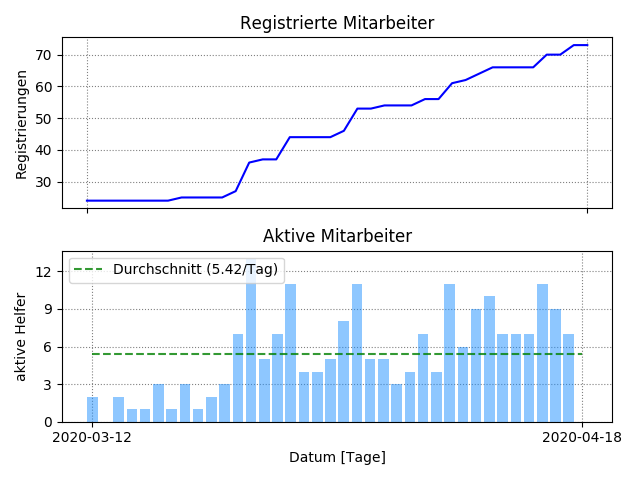 Registrierte Mitarbeiter
70
60
50
40
30
Registrierungen
Aktive Mitarbeiter
Durchschnitt (5.42/Tag)
12
9
6
3
0
aktive Helfer
2020-03-12 2020-04-18
Datum [Tage]